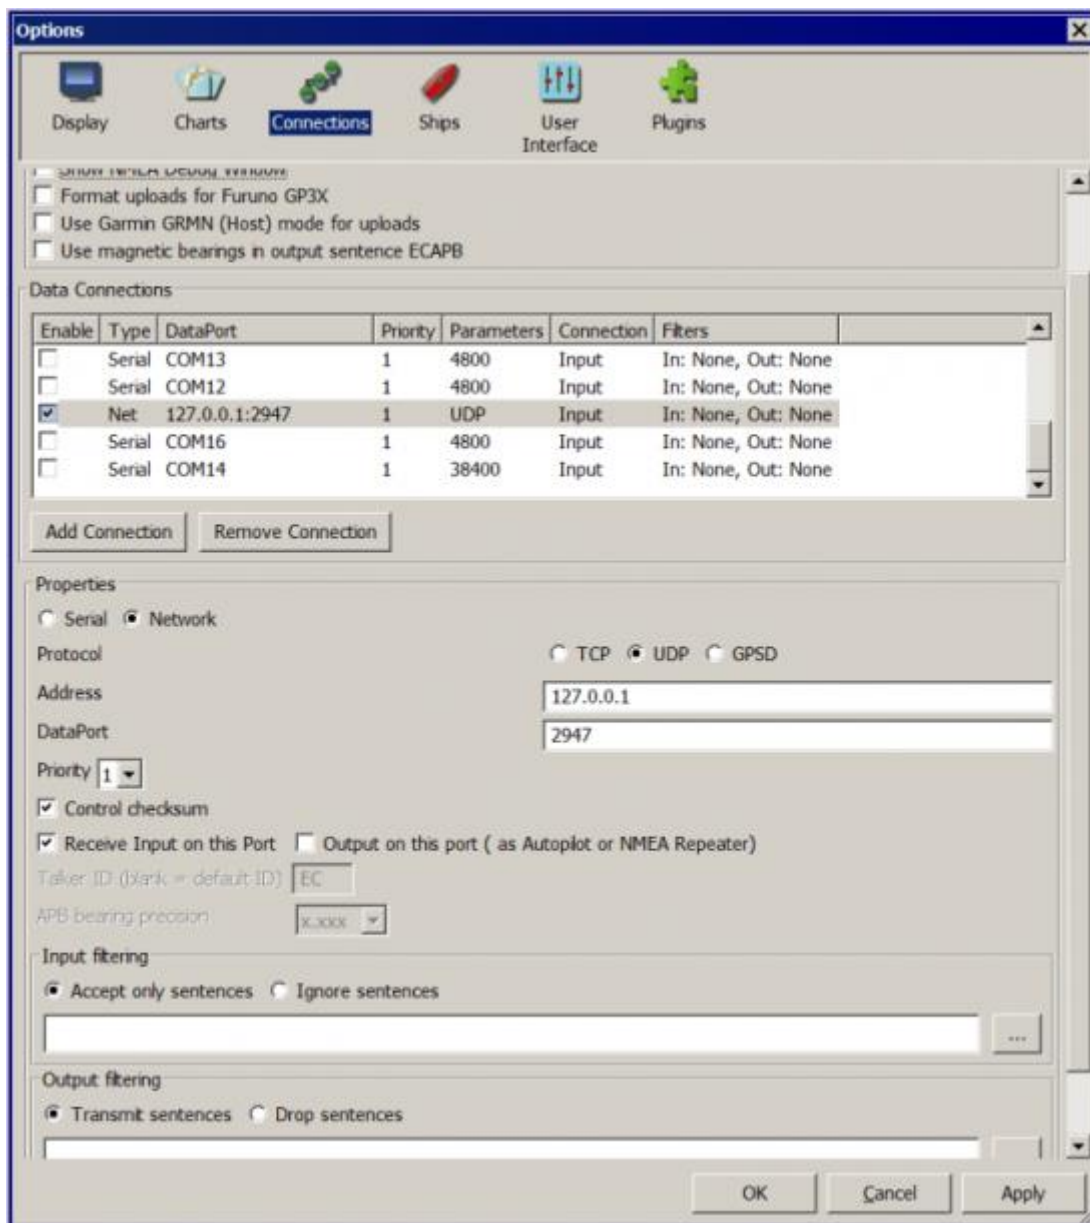 Options
Display Charts Connections Ships User Interface Plugins
Show NMEA Debug Window
Format uploads for Furuno GP3X
Use Garmin GRMN (Host) mode for uploads
Use magnetic bearings in output sentence ECAPB
Data Connections
Enable Type DataPort Priority Parameters Connection Filters
Serial COM13 1 4800 Input In: None, Out: None
Serial COM12 1 4800 Input In: None, Out: None
Net 127.0.0.1:2947 1 UDP Input In: None, Out: None
Serial COM16 1 4800 Input In: None, Out: None
Serial COM14 1 38400 Input In: None, Out: None
Add Connection Remove Connection
Properties
Serial Network
Protocol TCP UDP GPSD
Address 127.0.0.1
DataPort 2947
Priority 1
Control checksum
Receive Input on this Port Output on this port ( as Autopilot or NMEA Repeater)
Talker ID (blank = default ID) EC
APB bearing precision x.xxx
Input filtering
Accept only sentences Ignore sentences
...
Output filtering
Transmit sentences Drop sentences
OK Cancel Apply